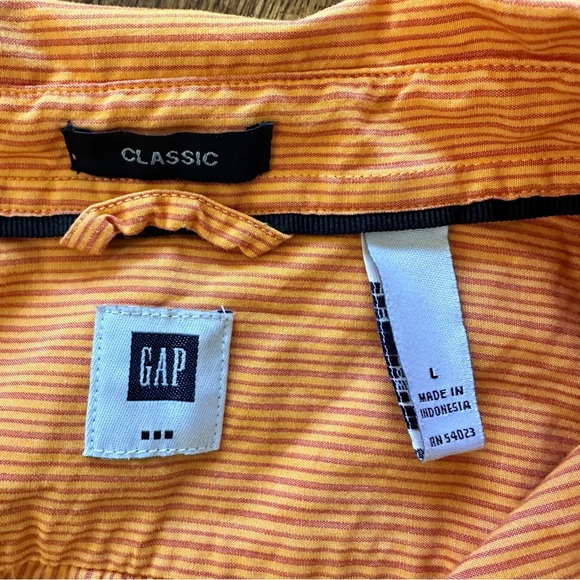 CLASSIC
GAP
L
MADE IN
INDONESIA
RN 54023